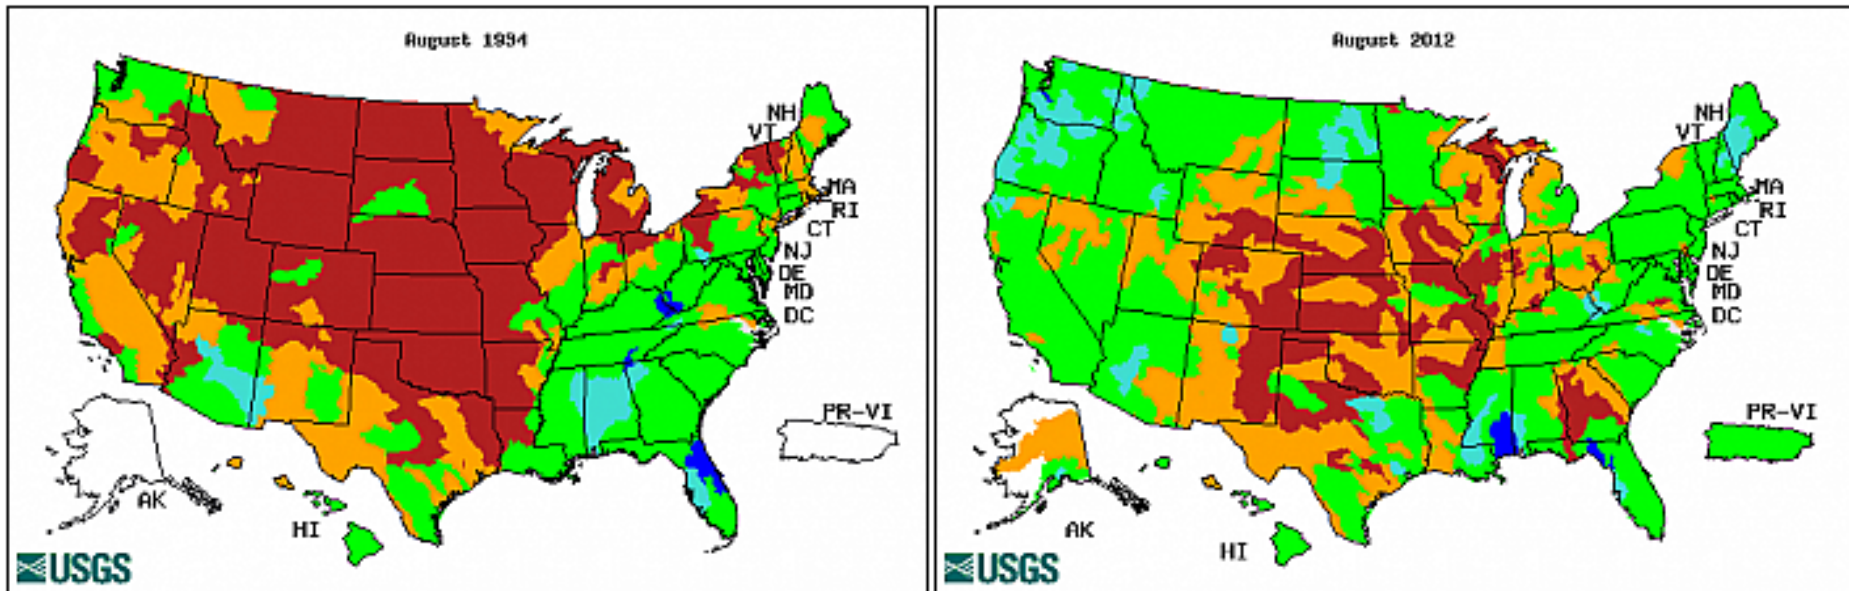 August 1934
NH
VT
MA
RI
CT
NJ
DE
MD
DC
PR-VI
AK
HI
USGS
August 2012
NH
VT
MA
RI
CT
NJ
DE
MD
DC
PR-VI
AK
HI
USGS